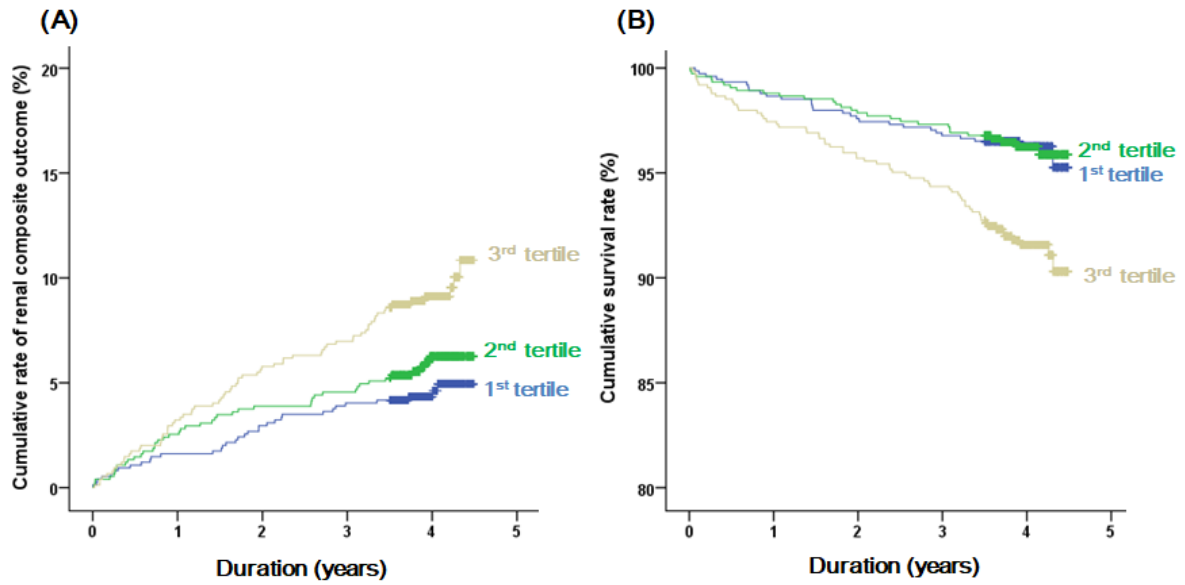 (A)
Cumulative rate of renal composite outcome (%)
20
15
10
5
0
3rd tertile
2nd tertile
1st tertile
0 1 2 3 4 5
Duration (years)
(B)
Cumulative survival rate (%)
100
95
90
85
80
2nd tertile
1st tertile
3rd tertile
0 1 2 3 4 5
Duration (years)